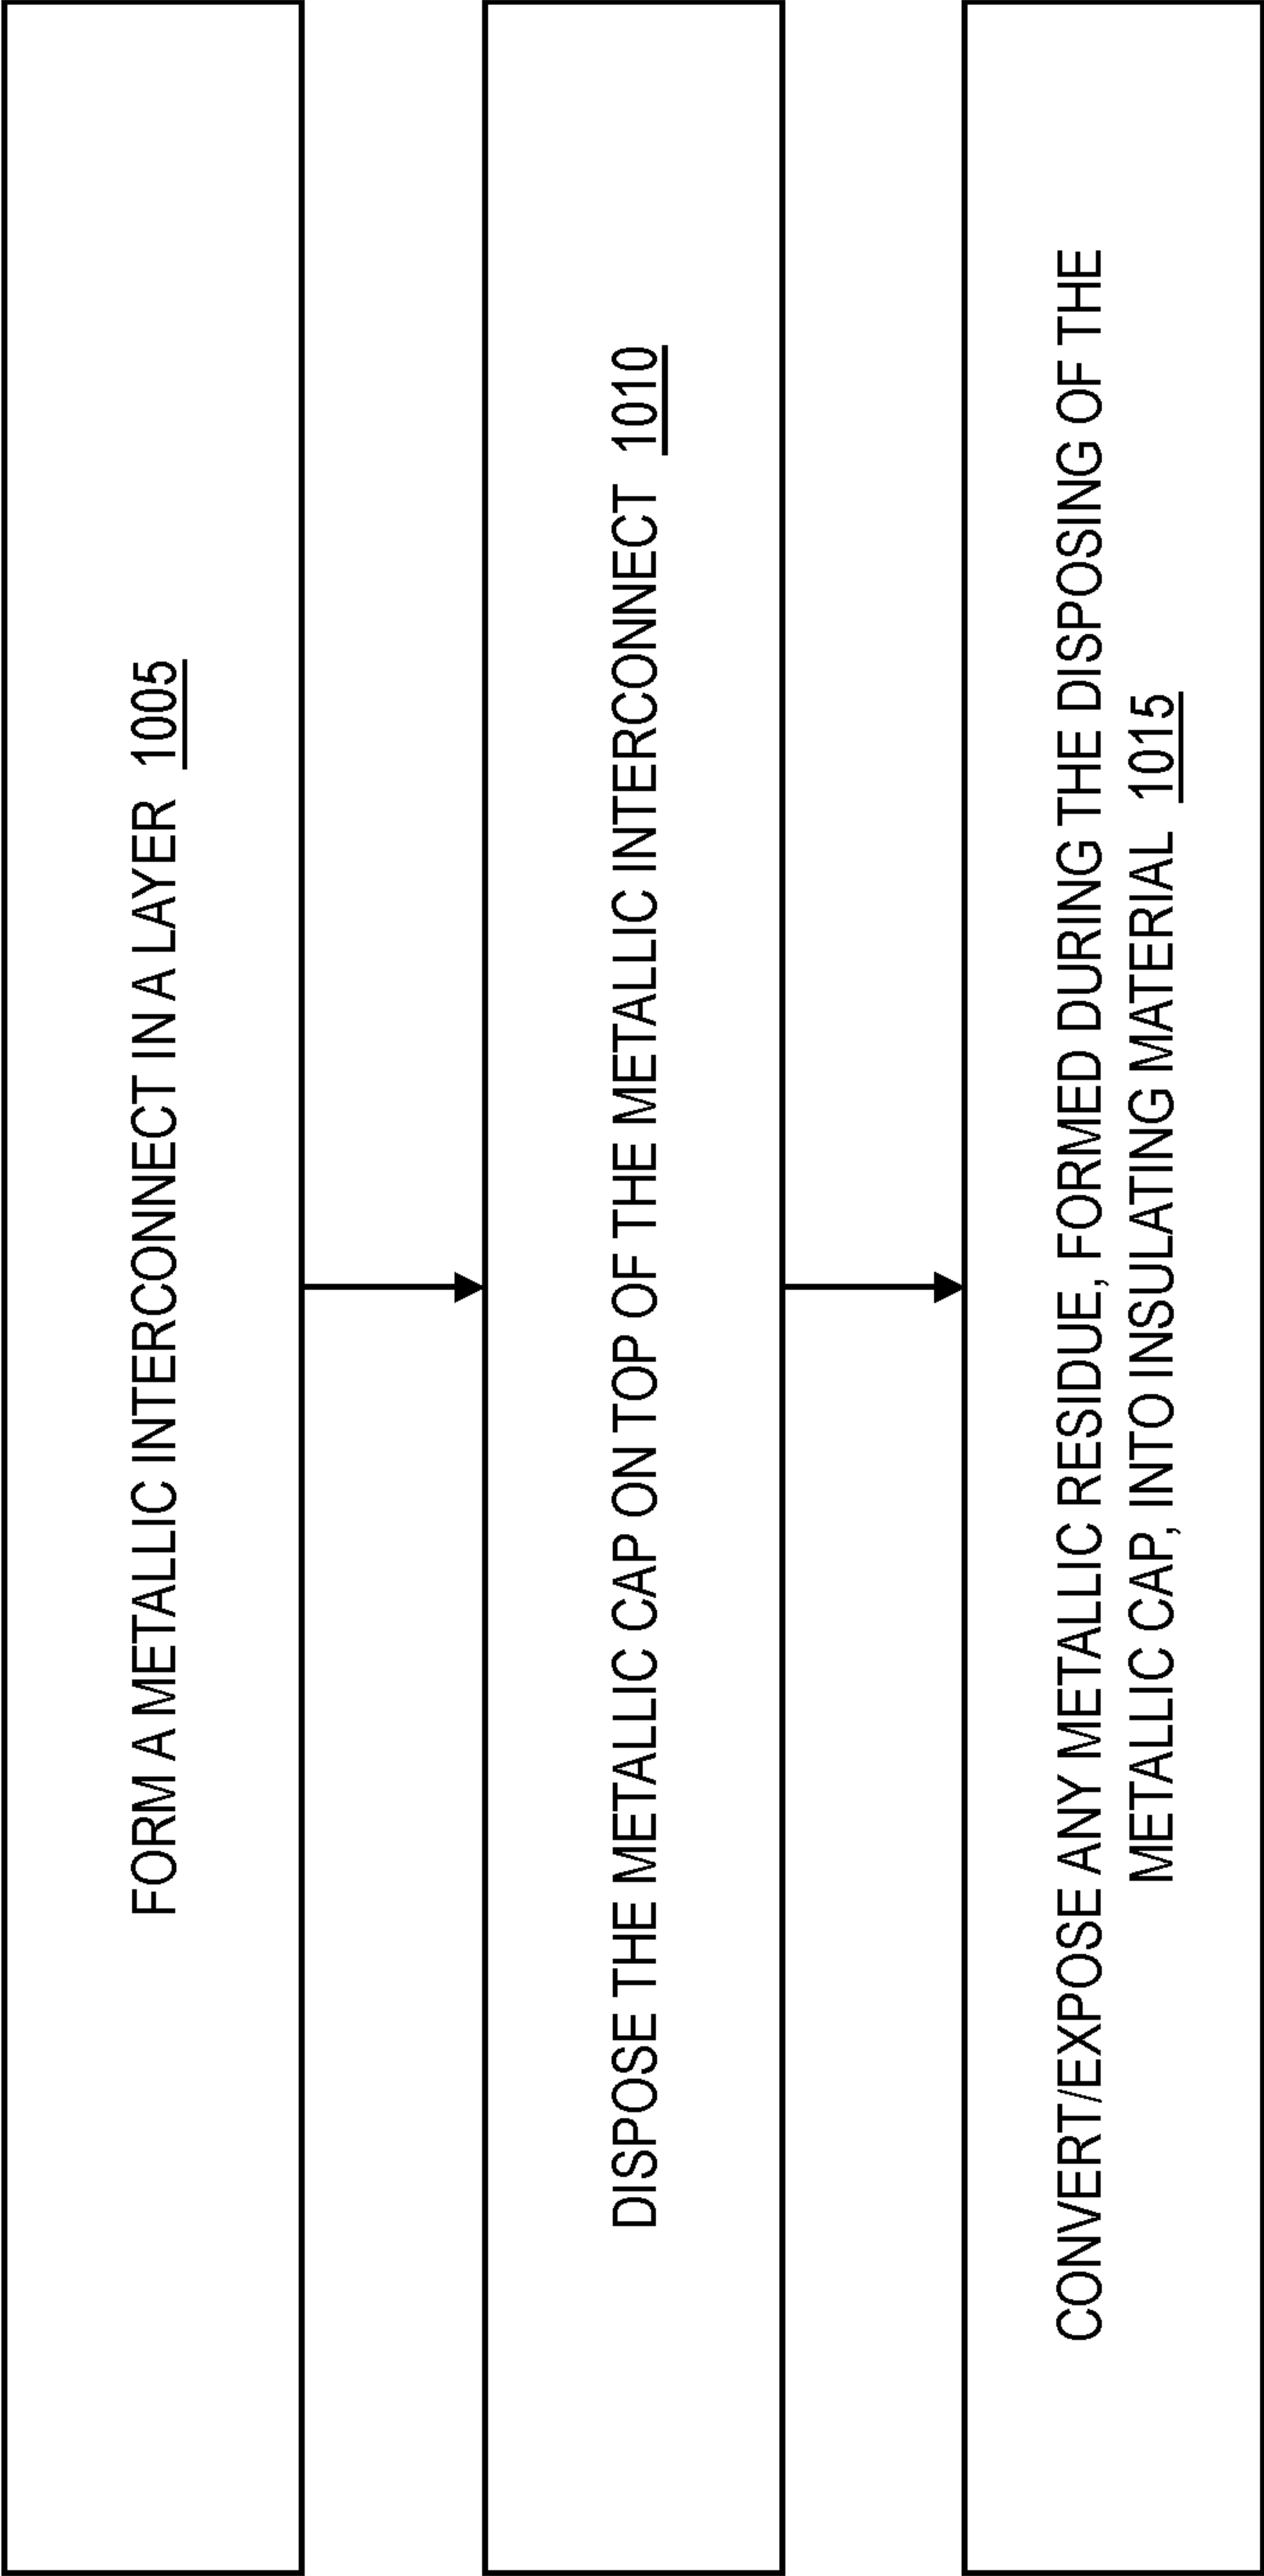 FORM A METALLIC INTERCONNECT IN A LAYER 1005
DISPOSE THE METALLIC CAP ON TOP OF THE METALLIC INTERCONNECT 1010
CONVERT/EXPOSE ANY METALLIC RESIDUE, FORMED DURING THE DISPOSING OF THE
METALLIC CAP, INTO INSULATING MATERIAL 1015